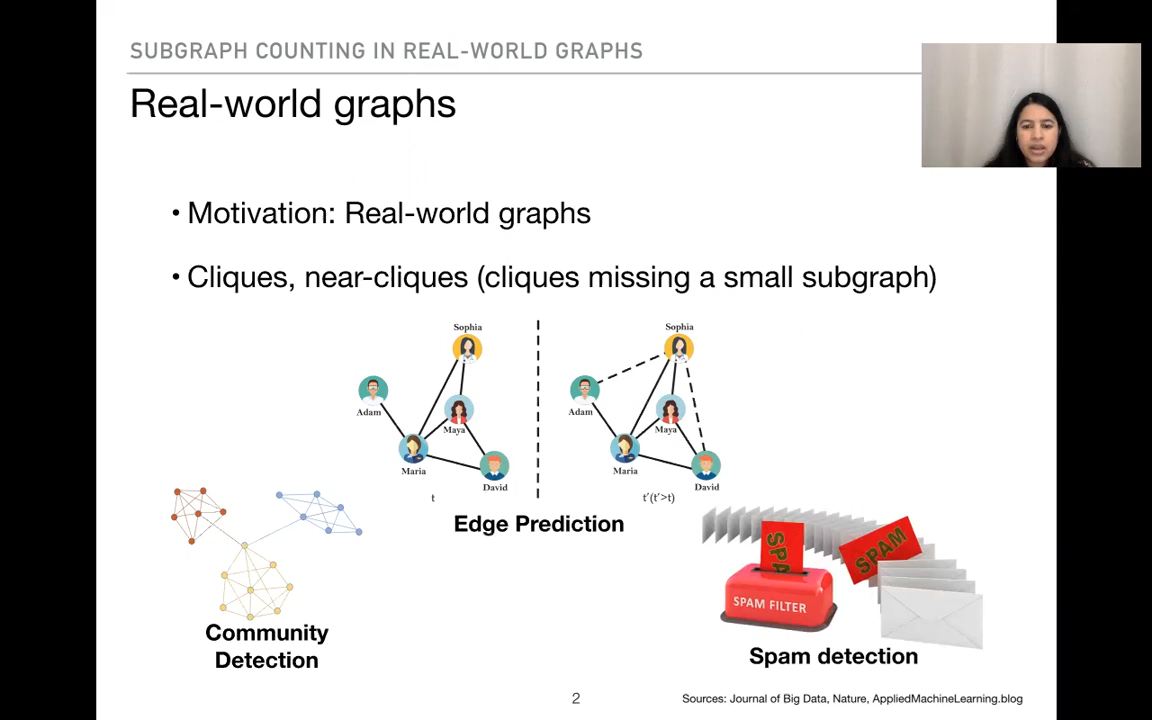 SUBGRAPH COUNTING IN REAL-WORLD GRAPHS
Real-world graphs
• Motivation: Real-world graphs
• Cliques, near-cliques (cliques missing a small subgraph)
Sophia
Adam
Maya
Maria
David
t
Sophia
Adam
Maya
Maria
David
t′(t′>t)
Edge Prediction
Community
Detection
SPA
SPAM
SPAM FILTER
Spam detection
2
Sources: Journal of Big Data, Nature, AppliedMachineLearning.blog